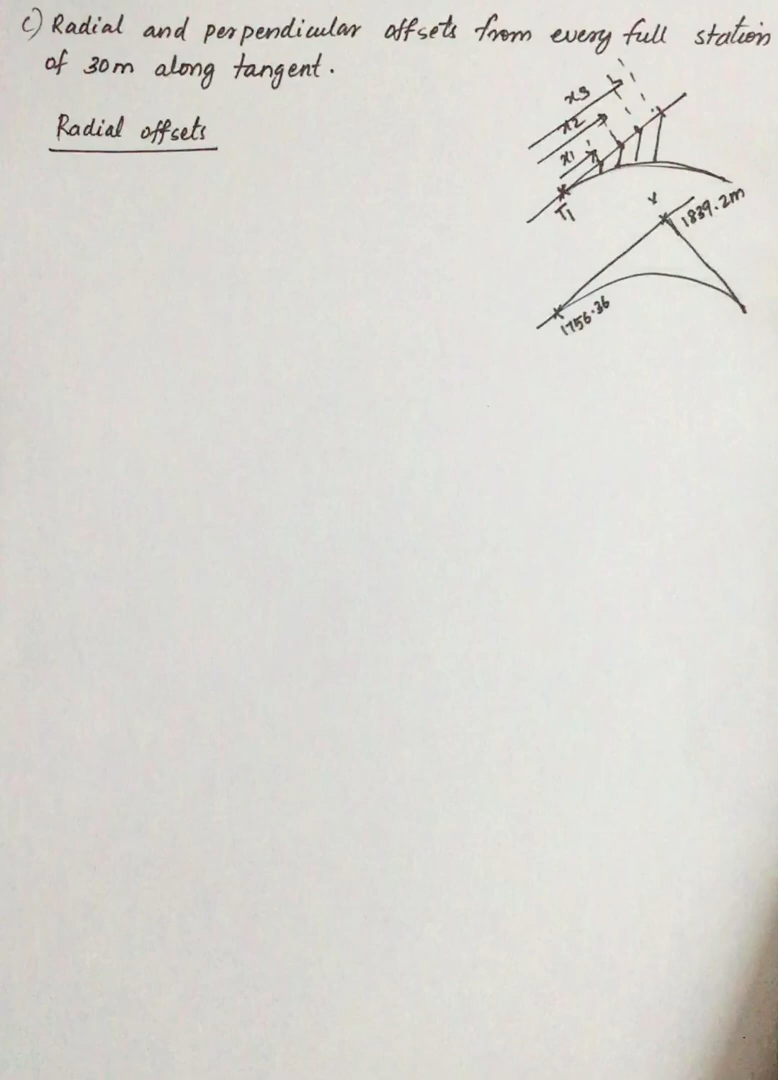 c) Radial and perpendicular offsets from every full station
of 30m along tangent.
Radial offsets
x3
x2
x1
T1
V
1839.2m
1756.36